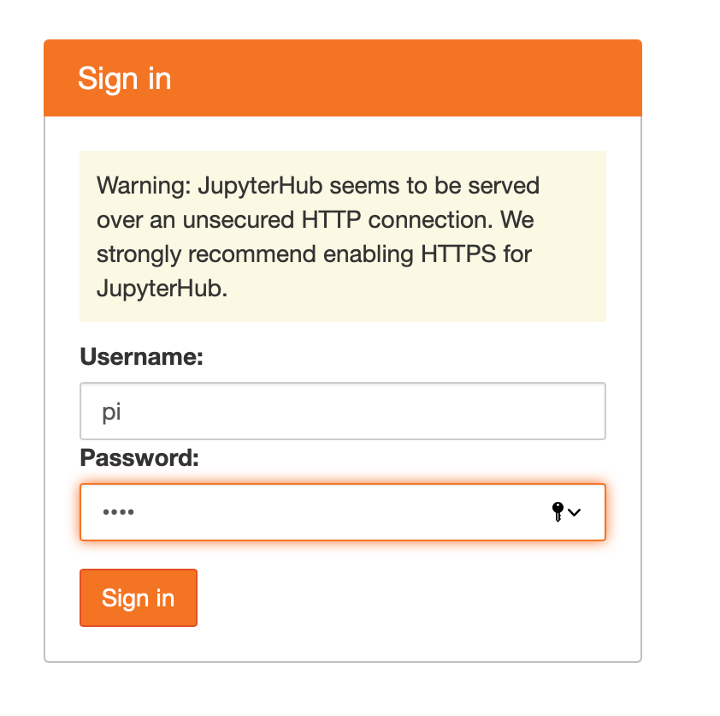 Sign in
Warning: JupyterHub seems to be served
over an unsecured HTTP connection. We
strongly recommend enabling HTTPS for
JupyterHub.
Username:
pi
Password:
••••
Sign in